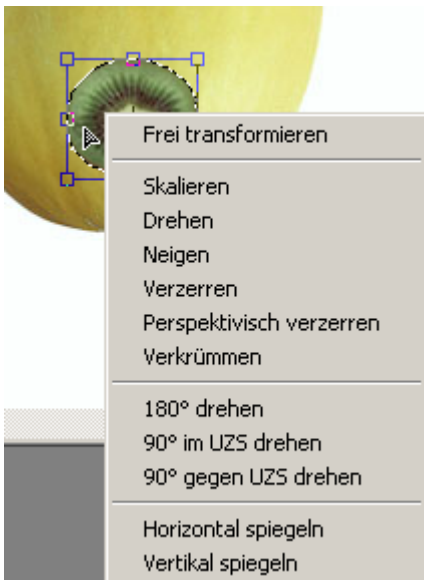 Frei transformieren
Skalieren
Drehen
Neigen
Verzerren
Perspektivisch verzerren
Verkrümmen
180° drehen
90° im UZS drehen
90° gegen UZS drehen
Horizontal spiegeln
Vertikal spiegeln